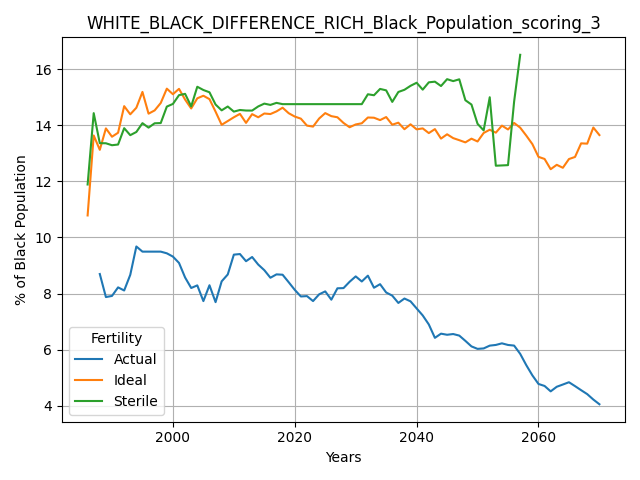 WHITE_BLACK_DIFFERENCE_RICH_Black_Population_scoring_3
% of Black Population
16
14
12
10
8
6
4
Fertility
Actual
Ideal
Sterile
2000
2020
2040
2060
Years